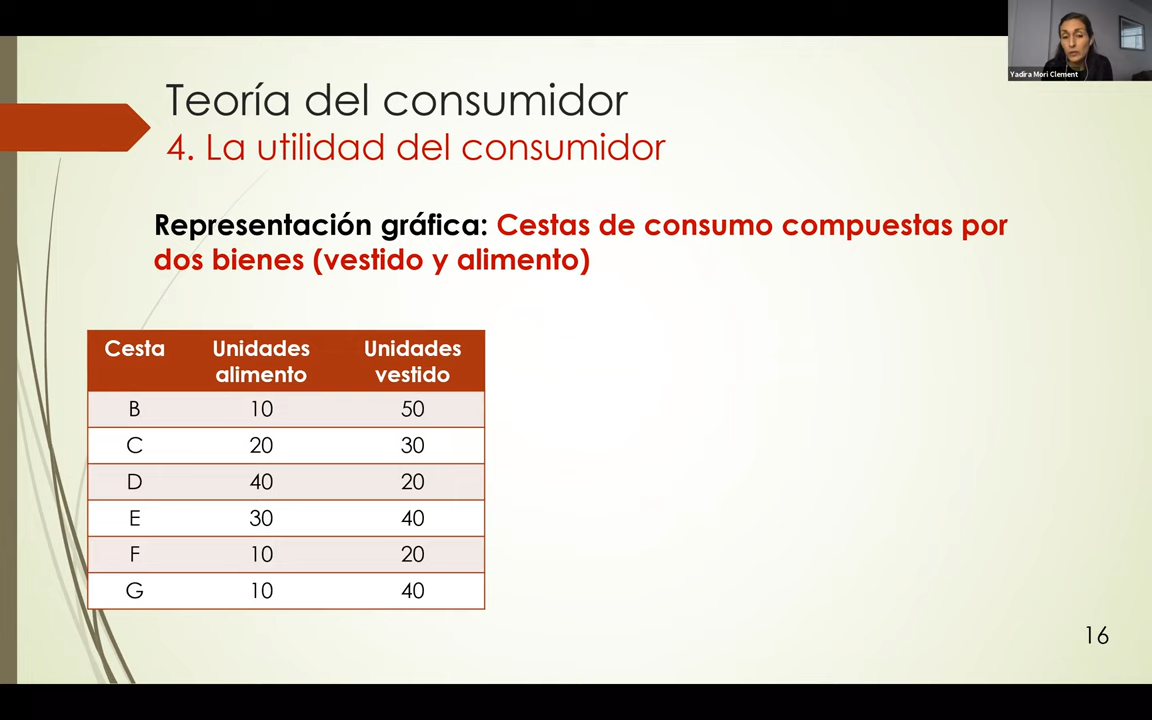 Yadira Mori Clement
Teoría del consumidor
4. La utilidad del consumidor
Representación gráfica: Cestas de consumo compuestas por
dos bienes (vestido y alimento)
Cesta Unidades alimento Unidades vestido
B 10 50
C 20 30
D 40 20
E 30 40
F 10 20
G 10 40
16